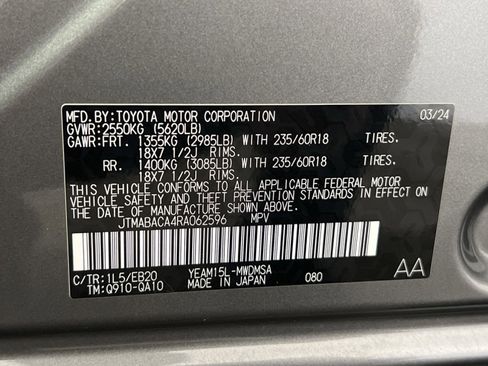 MFD.BY:TOYOTA MOTOR CORPORATION 03/24
GVWR:2550KG (5620LB)
GAWR:FRT. 1355KG (2985LB) WITH 235/60R18 TIRES.
18X7 1/2J RIMS.
RR. 1400KG (3085LB) WITH 235/60R18 TIRES.
18X7 1/2J RIMS.
THIS VEHICLE CONFORMS TO ALL APPLICABLE FEDERAL MOTOR
VEHICLE SAFETY AND THEFT PREVENTION STANDARDS IN EFFECT ON
THE DATE OF MANUFACTURE SHOWN ABOVE.
JTMABACA4RA062596 MPV
C/TR:1L5/EB20 YEAM15L-MWDMSA
TM:Q910-QA10 MADE IN JAPAN 080 AA